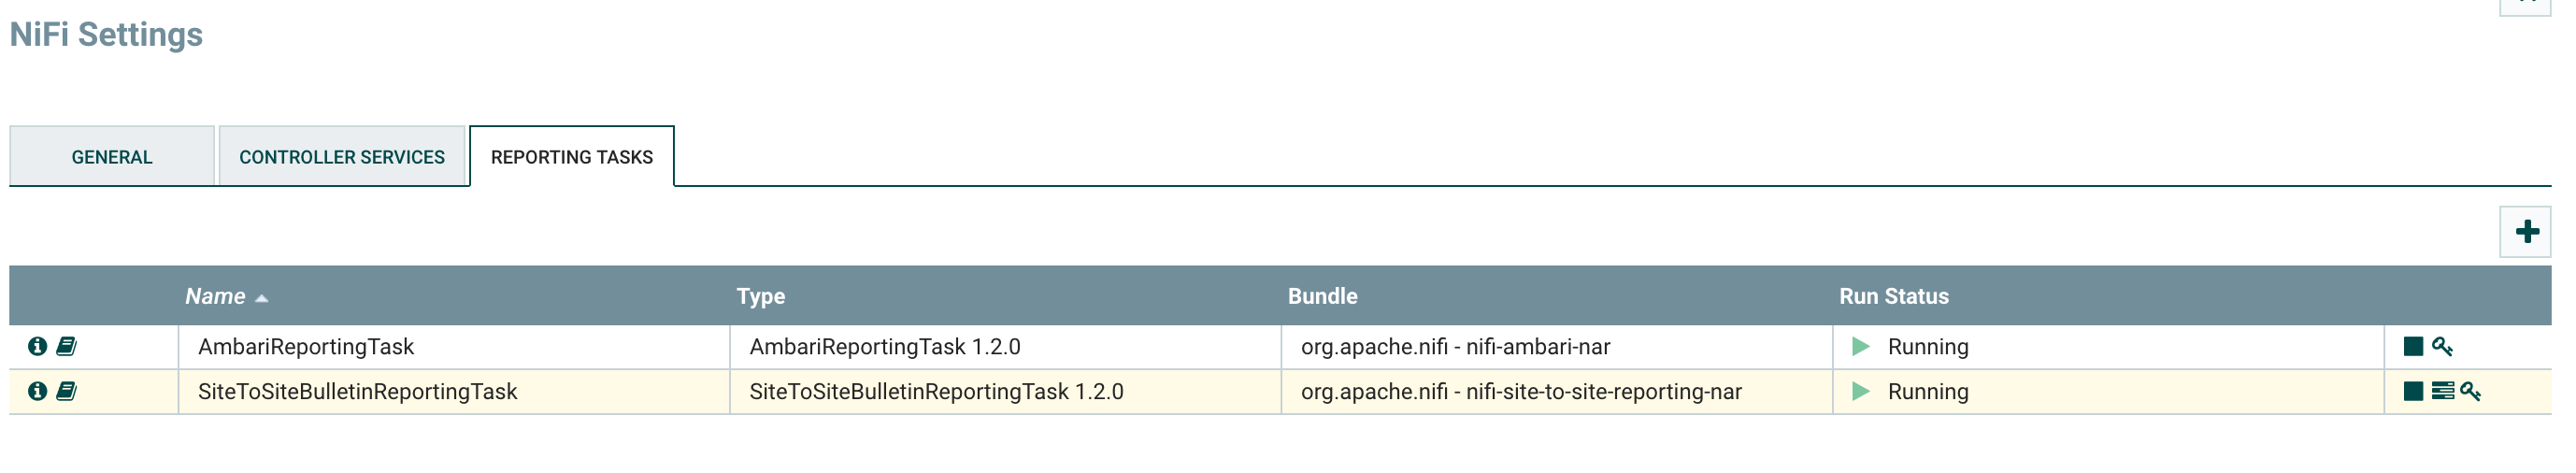 NiFi Settings
GENERAL CONTROLLER SERVICES REPORTING TASKS
Name Type Bundle Run Status
AmbariReportingTask AmbariReportingTask 1.2.0 org.apache.nifi - nifi-ambari-nar Running
SiteToSiteBulletinReportingTask SiteToSiteBulletinReportingTask 1.2.0 org.apache.nifi - nifi-site-to-site-reporting-nar Running